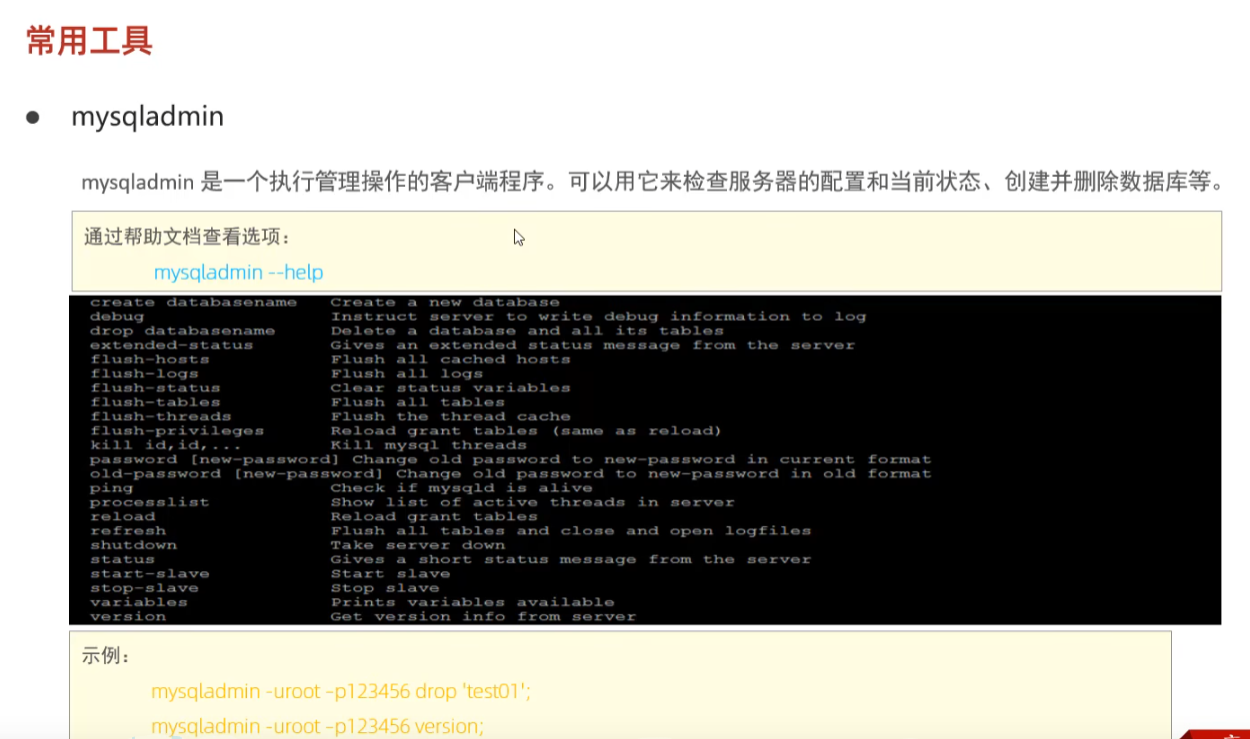 常用工具
● mysqladmin
mysqladmin 是一个执行管理操作的客户端程序。可以用它来检查服务器的配置和当前状态、创建并删除数据库等。
通过帮助文档查看选项：
mysqladmin --help
create databasename Create a new database
debug Instruct server to write debug information to log
drop databasename Delete a database and all its tables
extended-status Gives an extended status message from the server
flush-hosts Flush all cached hosts
flush-logs Flush all logs
flush-status Clear status variables
flush-tables Flush all tables
flush-threads Flush the thread cache
flush-privileges Reload grant tables (same as reload)
kill id,id,... Kill mysql threads
password [new-password] Change old password to new-password in current format
old-password [new-password] Change old password to new-password in old format
ping Check if mysqld is alive
processlist Show list of active threads in server
reload Reload grant tables
refresh Flush all tables and close and open logfiles
shutdown Take server down
status Gives a short status message from the server
start-slave Start slave
stop-slave Stop slave
variables Prints variables available
version Get version info from server
示例：
mysqladmin -uroot -p123456 drop 'test01';
mysqladmin -uroot -p123456 version;